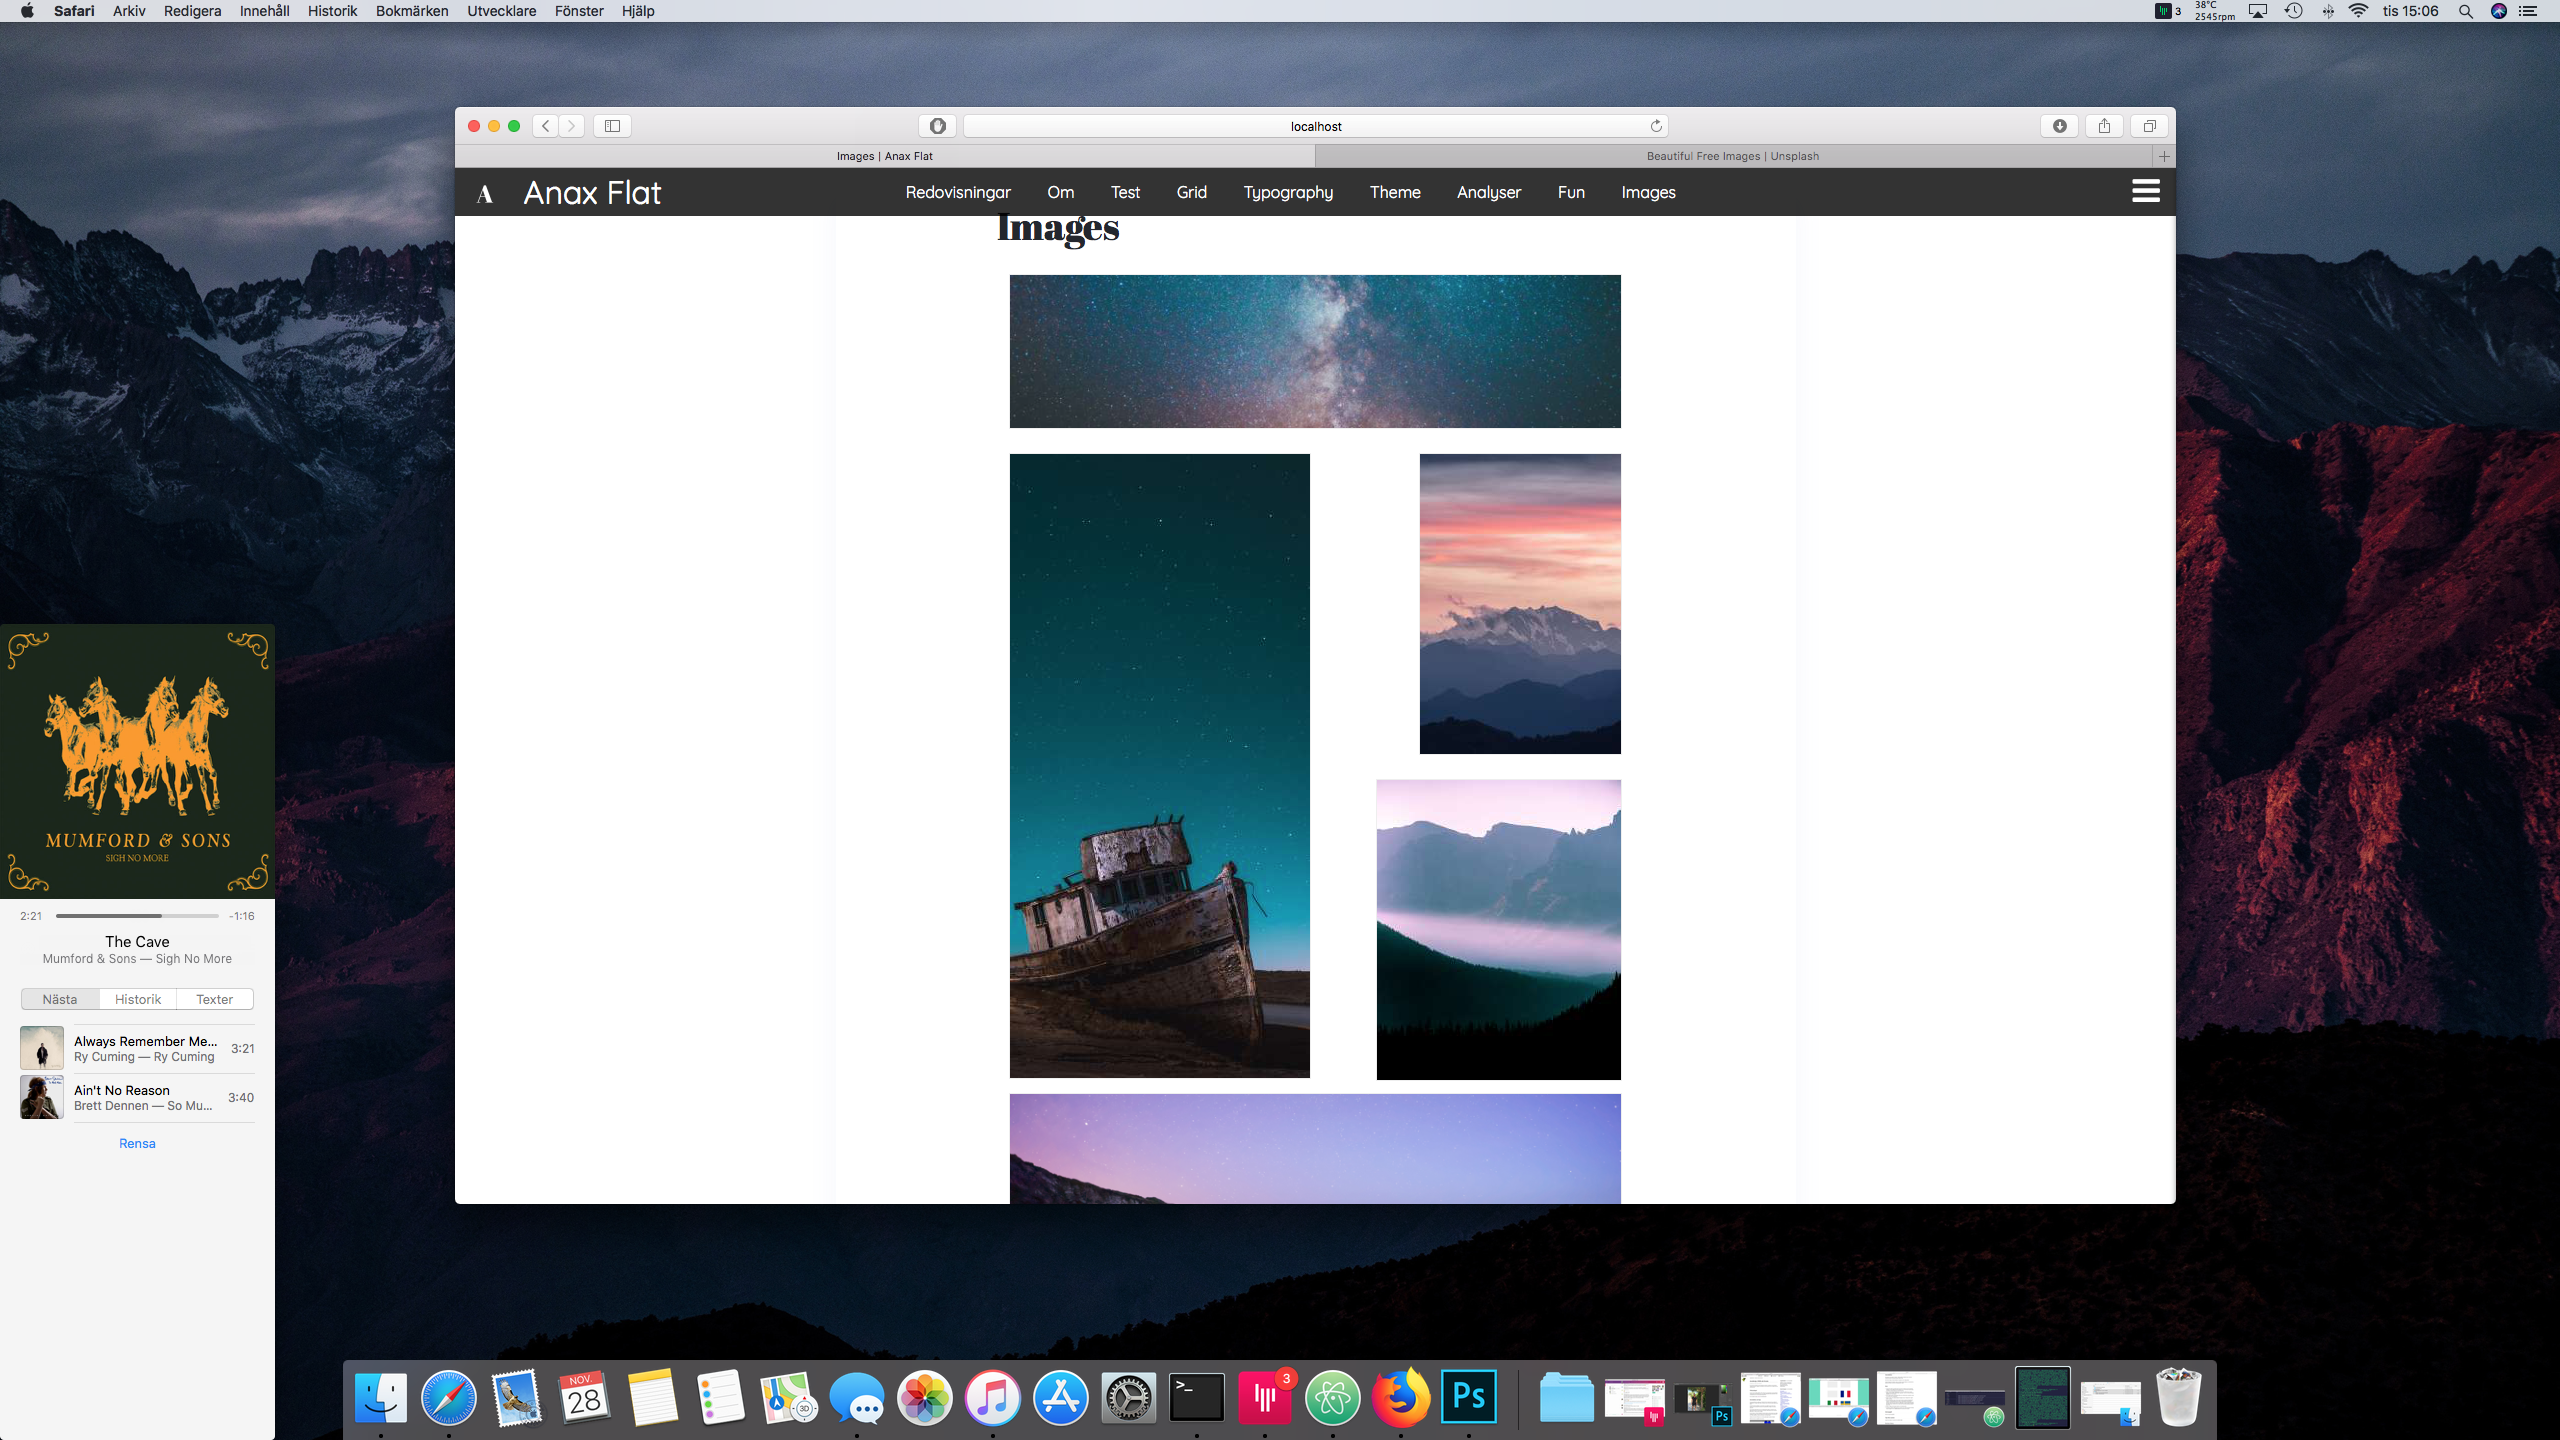 Safari Arkiv Redigera Innehåll Historik Bokmärken Utvecklare Fönster Hjälp
3
38°C
2545rpm
tis 15:06
localhost
Images | Anax Flat
Beautiful Free Images | Unsplash
A Anax Flat Redovisningar Om Test Grid Typography Theme Analyser Fun Images
Images
MUMFORD & SONS
SIGH NO MORE
2:21 -1:16
The Cave
Mumford & Sons — Sigh No More
Nästa Historik Texter
Always Remember Me... 3:21
Ry Cuming — Ry Cuming
Ain't No Reason 3:40
Brett Dennen — So Mu...
Rensa
NOV.
28
3D
>_
3
Ps
Ps